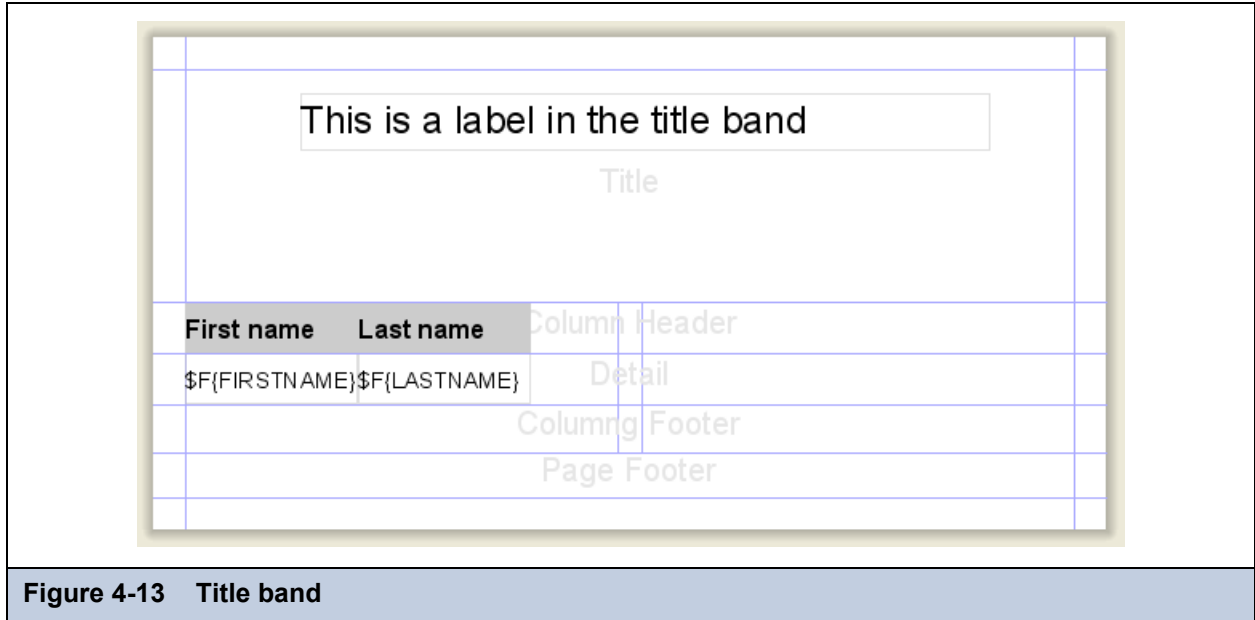 This is a label in the title band
Title
First name Last name Column Header
$F{FIRSTNAME} $F{LASTNAME} Detail
Columng Footer
Page Footer
Figure 4-13 Title band